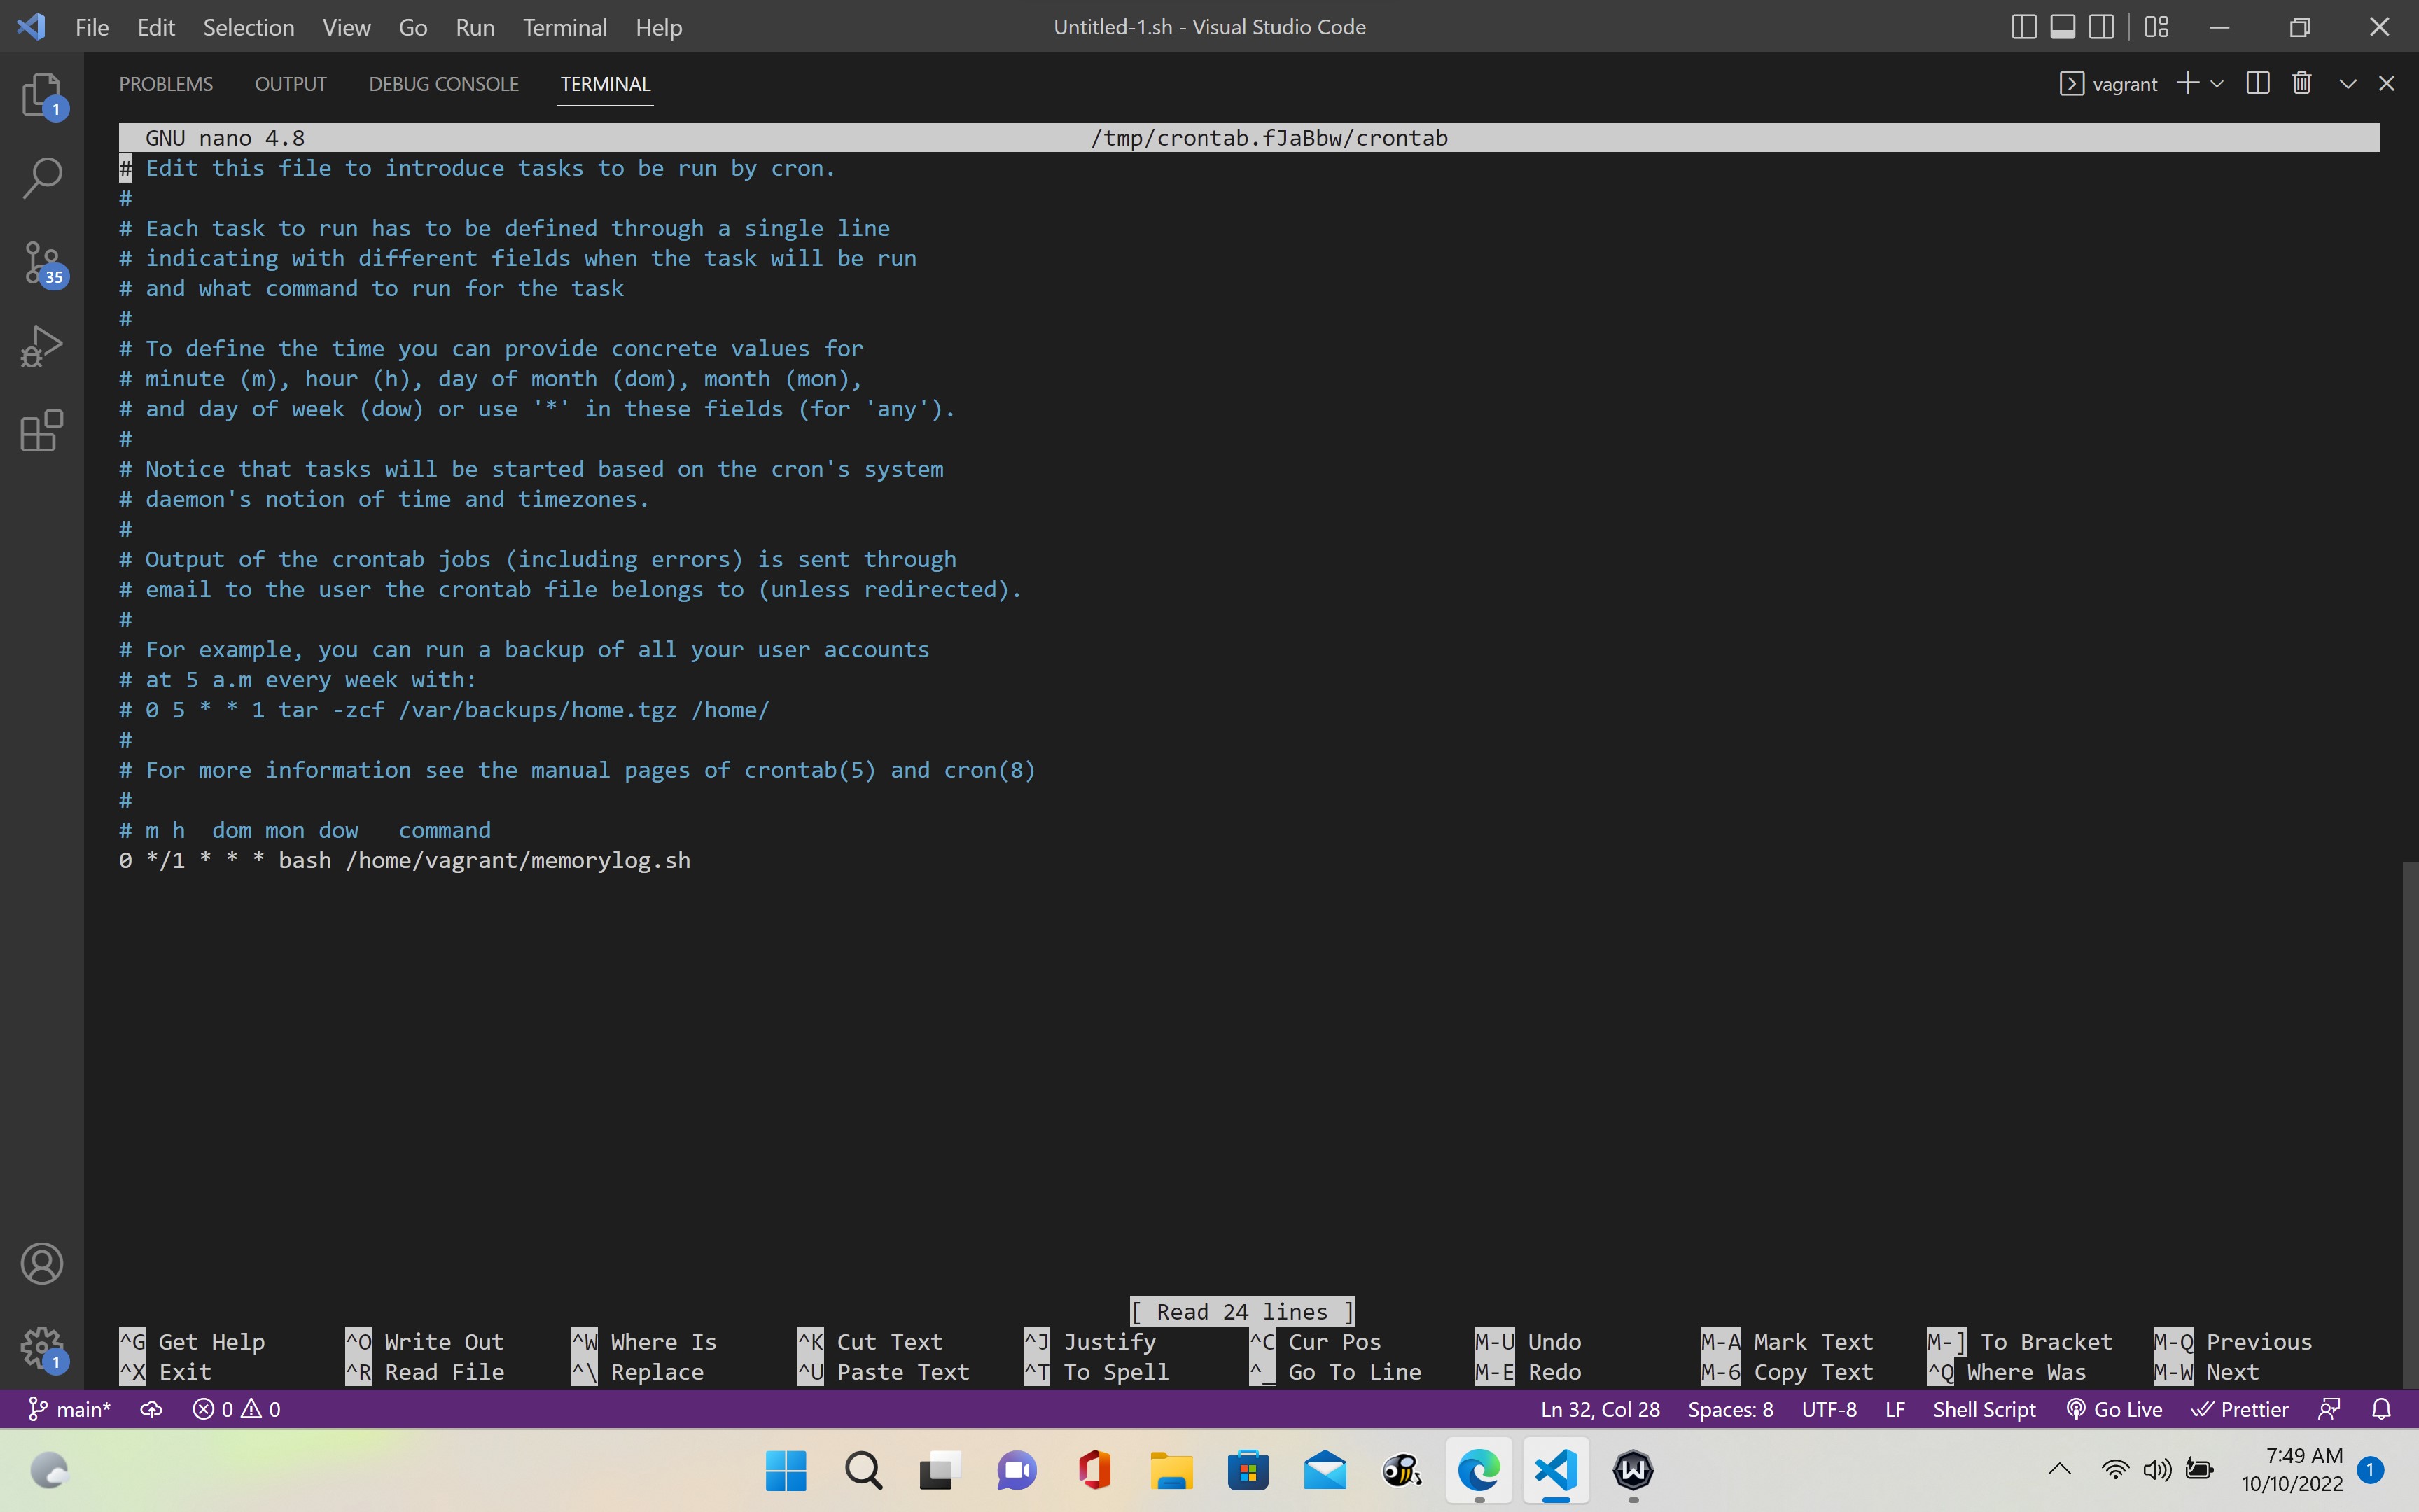 File Edit Selection View Go Run Terminal Help Untitled-1.sh - Visual Studio Code
PROBLEMS OUTPUT DEBUG CONSOLE TERMINAL vagrant
1
35
1
GNU nano 4.8 /tmp/crontab.fJaBbw/crontab
# Edit this file to introduce tasks to be run by cron.
#
# Each task to run has to be defined through a single line
# indicating with different fields when the task will be run
# and what command to run for the task
#
# To define the time you can provide concrete values for
# minute (m), hour (h), day of month (dom), month (mon),
# and day of week (dow) or use '*' in these fields (for 'any').
#
# Notice that tasks will be started based on the cron's system
# daemon's notion of time and timezones.
#
# Output of the crontab jobs (including errors) is sent through
# email to the user the crontab file belongs to (unless redirected).
#
# For example, you can run a backup of all your user accounts
# at 5 a.m every week with:
# 0 5 * * 1 tar -zcf /var/backups/home.tgz /home/
#
# For more information see the manual pages of crontab(5) and cron(8)
#
# m h  dom mon dow   command
0 */1 * * * bash /home/vagrant/memorylog.sh
[ Read 24 lines ]
^G Get Help ^O Write Out ^W Where Is ^K Cut Text ^J Justify ^C Cur Pos M-U Undo M-A Mark Text M-] To Bracket M-Q Previous
^X Exit ^R Read File ^\ Replace ^U Paste Text ^T To Spell ^_ Go To Line M-E Redo M-6 Copy Text ^Q Where Was M-W Next
main* 0 0 Ln 32, Col 28 Spaces: 8 UTF-8 LF Shell Script Go Live Prettier
7:49 AM
10/10/2022 1